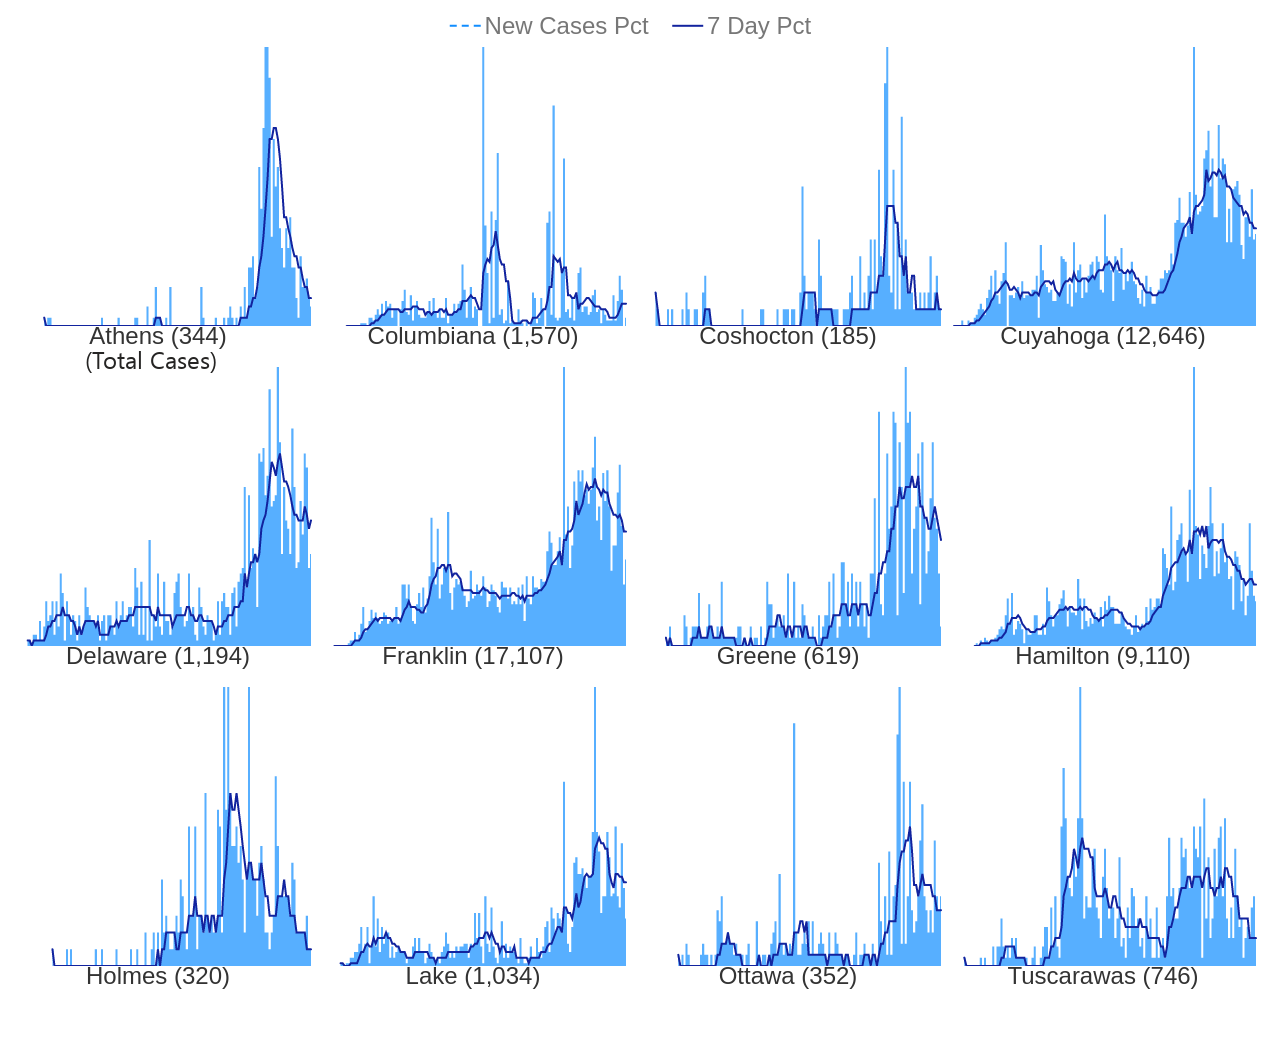 New Cases Pct 7 Day Pct
Athens (344) Columbiana (1,570) Coshocton (185) Cuyahoga (12,646)
(Total Cases)
Delaware (1,194) Franklin (17,107) Greene (619) Hamilton (9,110)
Holmes (320) Lake (1,034) Ottawa (352) Tuscarawas (746)